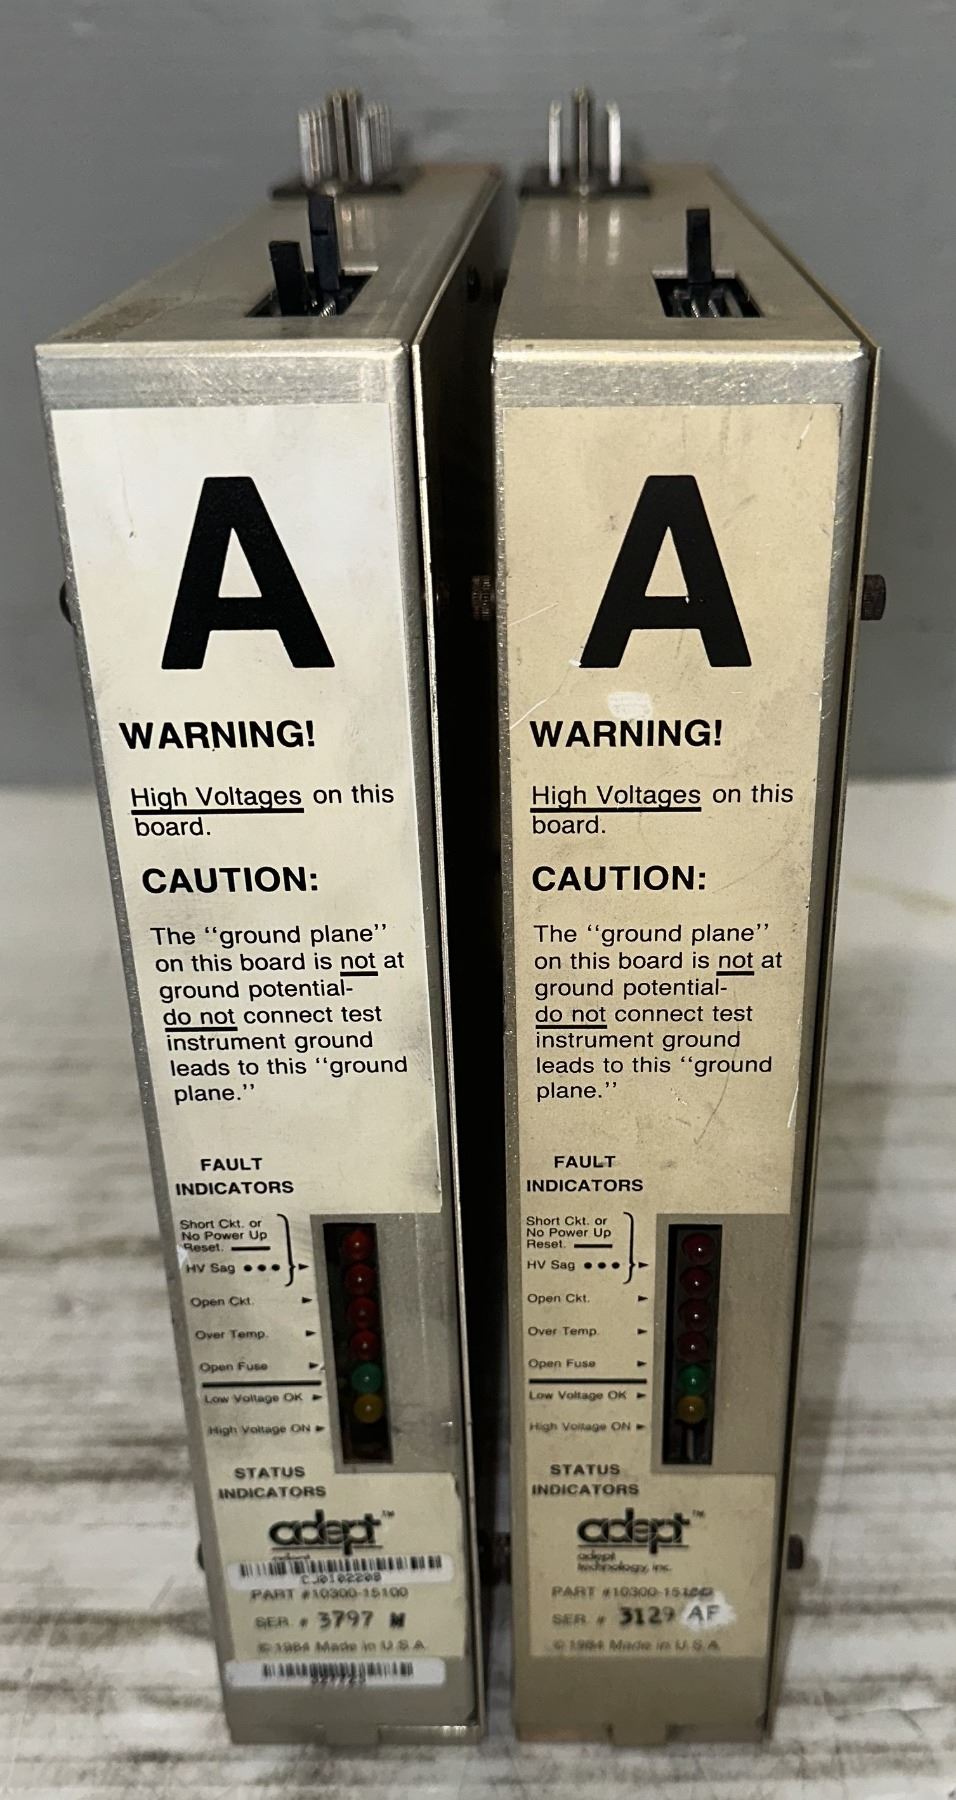 A
WARNING!
High Voltages on this
board.
CAUTION:
The "ground plane"
on this board is not at
ground potential-
do not connect test
instrument ground
leads to this "ground
plane."
FAULT
INDICATORS
Short Ckt. or
No Power Up
Reset.
HV Sag
Open Ckt.
Over Temp.
Open Fuse
Low Voltage OK
High Voltage ON
STATUS
INDICATORS
adept™
PART #10300-15100
SER. # 3797 M
© 1984 Made in U.S.A.
A
WARNING!
High Voltages on this
board.
CAUTION:
The "ground plane"
on this board is not at
ground potential-
do not connect test
instrument ground
leads to this "ground
plane."
FAULT
INDICATORS
Short Ckt. or
No Power Up
Reset.
HV Sag
Open Ckt.
Over Temp.
Open Fuse
Low Voltage OK
High Voltage ON
STATUS
INDICATORS
adept™
adept
technology, inc.
PART #10300-15100
SER. # 3129 AF
© 1984 Made in U.S.A.